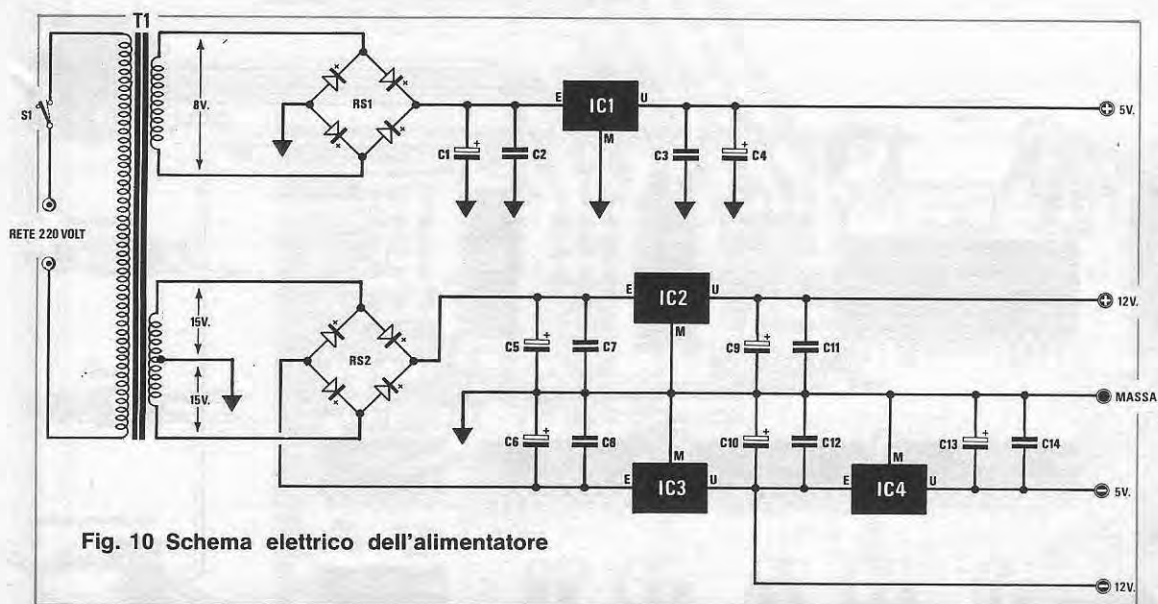 T1
S1
8V.
RS1
C1
+
C2
E
IC1
U
M
C3
C4
+
+ 5V.
RETE 220 VOLT
15V.
15V.
RS2
C5
+
C7
E
IC2
U
M
C9
+
C11
+ 12V.
MASSA
C6
+
C8
E
IC3
U
M
C10
+
C12
E
IC4
U
M
C13
+
C14
- 5V.
- 12V.
Fig. 10 Schema elettrico dell'alimentatore